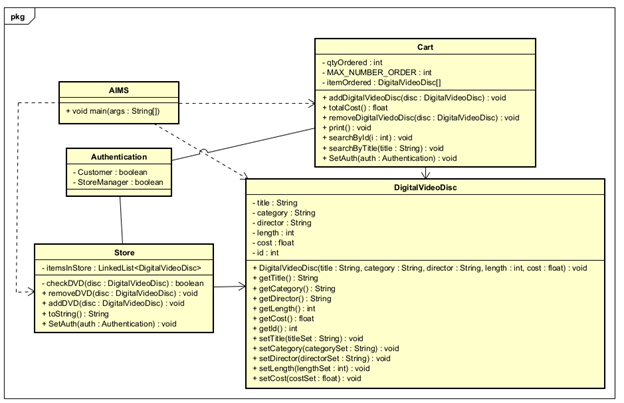 pkg
Cart
- qtyOrdered : int
- MAX_NUMBER_ORDER : int
- itemOrdered : DigitalVideoDisc[]
+ addDigitalVideoDisc(disc : DigitalVideoDisc) : void
+ totalCost() : float
+ removeDigitalViedoDisc(disc : DigitalVideoDisc) : void
+ print() : void
+ searchById(i : int) : void
+ searchByTitle(title : String) : void
+ SetAuth(auth : Authentication) : void
AIMS
+ void main(args : String[])
Authentication
- Customer : boolean
- StoreManager : boolean
DigitalVideoDisc
- title : String
- category : String
- director : String
- length : int
- cost : float
- id : int
+ DigitalVideoDisc(title : String, category : String, director : String, length : int, cost : float) : void
+ getTitle() : String
+ getCategory() : String
+ getDirector() : String
+ getLength() : int
+ getCost() : float
+ getId() : int
+ setTitle(titleSet : String) : void
+ setCategory(categorySet : String) : void
+ setDirector(directorSet : String) : void
+ setLength(lengthSet : int) : void
+ setCost(costSet : float) : void
Store
- itemsInStore : LinkedList<DigitalVideoDisc>
- checkDVD(disc : DigitalVideoDisc) : boolean
+ removeDVD(disc : DigitalVideoDisc) : void
+ addDVD(disc : DigitalVideoDisc) : void
+ toString() : String
+ SetAuth(auth : Authentication) : void